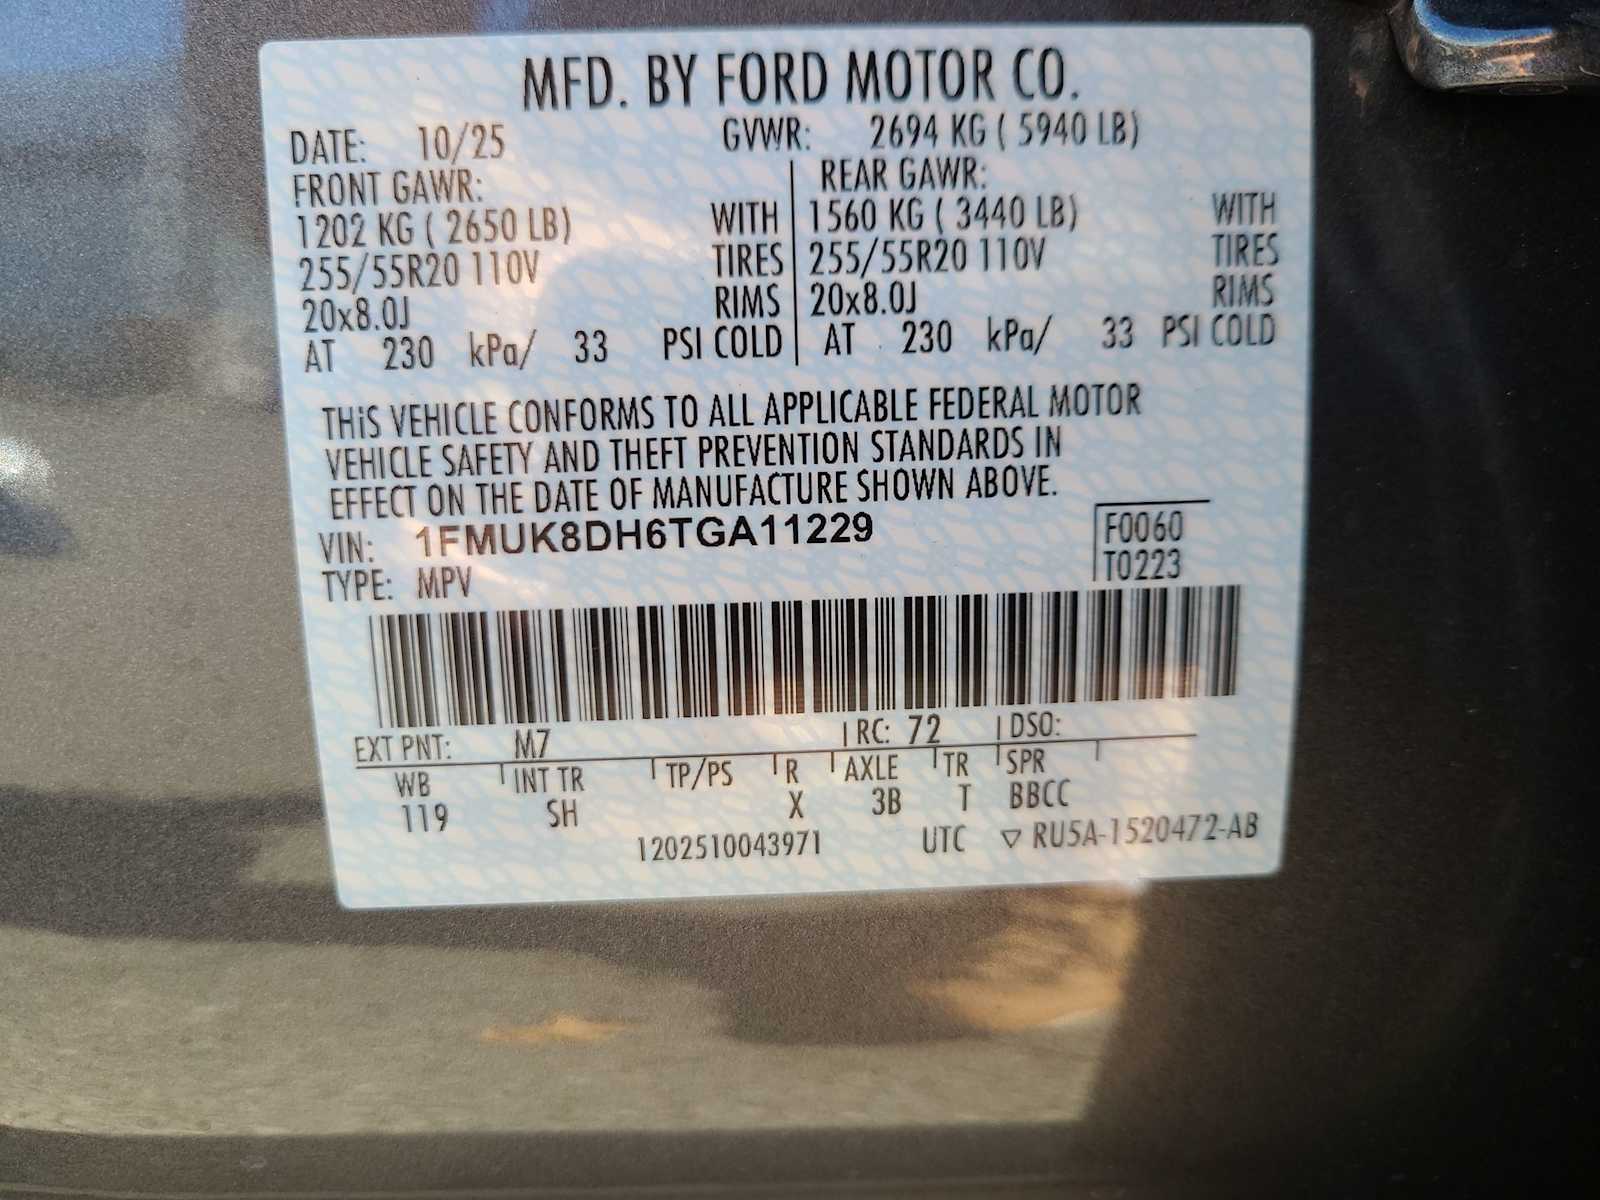 MFD. BY FORD MOTOR CO.
DATE: 10/25 GVWR: 2694 KG ( 5940 LB)
FRONT GAWR: REAR GAWR:
1202 KG ( 2650 LB) WITH 1560 KG ( 3440 LB) WITH
255/55R20 110V TIRES 255/55R20 110V TIRES
20x8.0J RIMS 20x8.0J RIMS
AT 230 kPa/ 33 PSI COLD AT 230 kPa/ 33 PSI COLD
THiS VEHICLE CONFORMS TO ALL APPLICABLE FEDERAL MOTOR
VEHICLE SAFETY AND THEFT PREVENTION STANDARDS IN
EFFECT ON THE DATE OF MANUFACTURE SHOWN ABOVE.
VIN: 1FMUK8DH6TGA11229 F0060
TYPE: MPV T0223
EXT PNT: M7 RC: 72 DSO:
WB INT TR TP/PS R AXLE TR SPR
119 SH X 3B T BBCC
1202510043971 UTC ▽ RU5A-1520472-AB